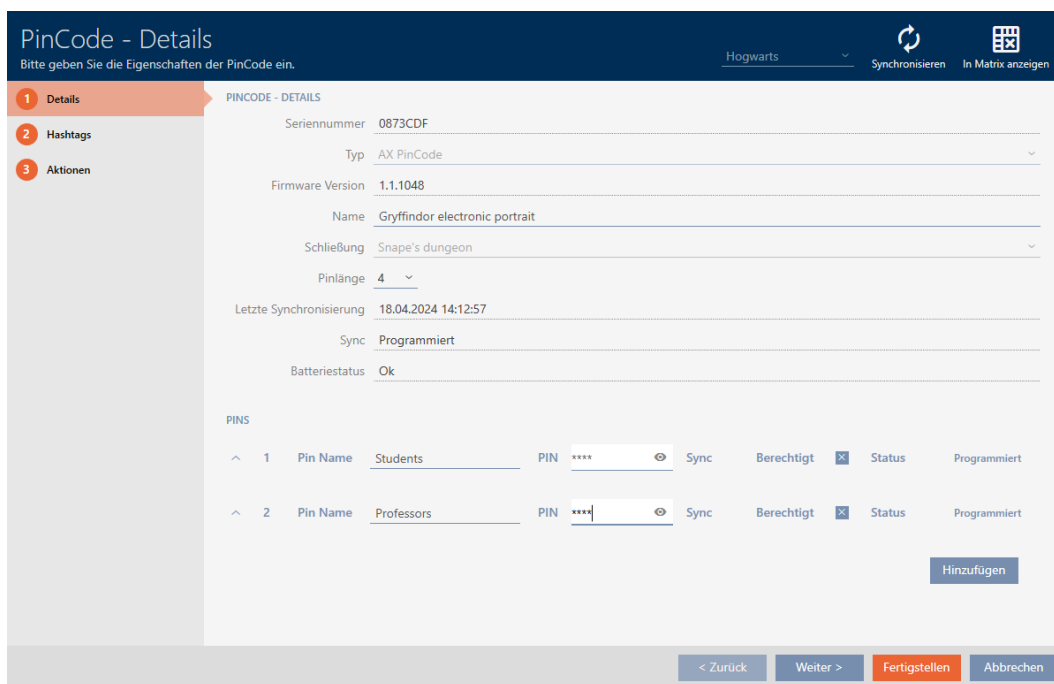 PinCode - Details
Bitte geben Sie die Eigenschaften der PinCode ein.
Hogwarts
Synchronisieren
In Matrix anzeigen
1 Details
2 Hashtags
3 Aktionen
PINCODE - DETAILS
Seriennummer 0873CDF
Typ AX PinCode
Firmware Version 1.1.1048
Name Gryffindor electronic portrait
Schließung Snape's dungeon
Pinlänge 4
Letzte Synchronisierung 18.04.2024 14:12:57
Sync Programmiert
Batteriestatus Ok
PINS
1 Pin Name Students PIN **** Sync Berechtigt Status Programmiert
2 Pin Name Professors PIN **** Sync Berechtigt Status Programmiert
Hinzufügen
< Zurück Weiter > Fertigstellen Abbrechen